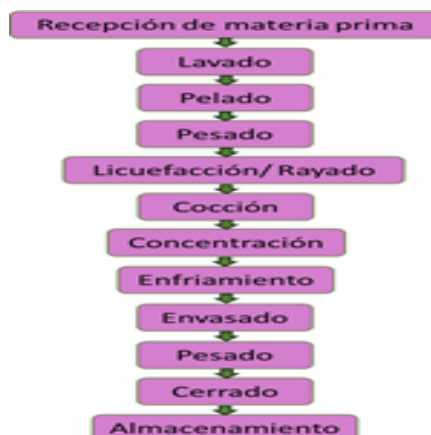 Recepción de materia prima
Lavado
Pelado
Pesado
Licuefacción/ Rayado
Cocción
Concentración
Enfriamiento
Envasado
Pesado
Cerrado
Almacenamiento